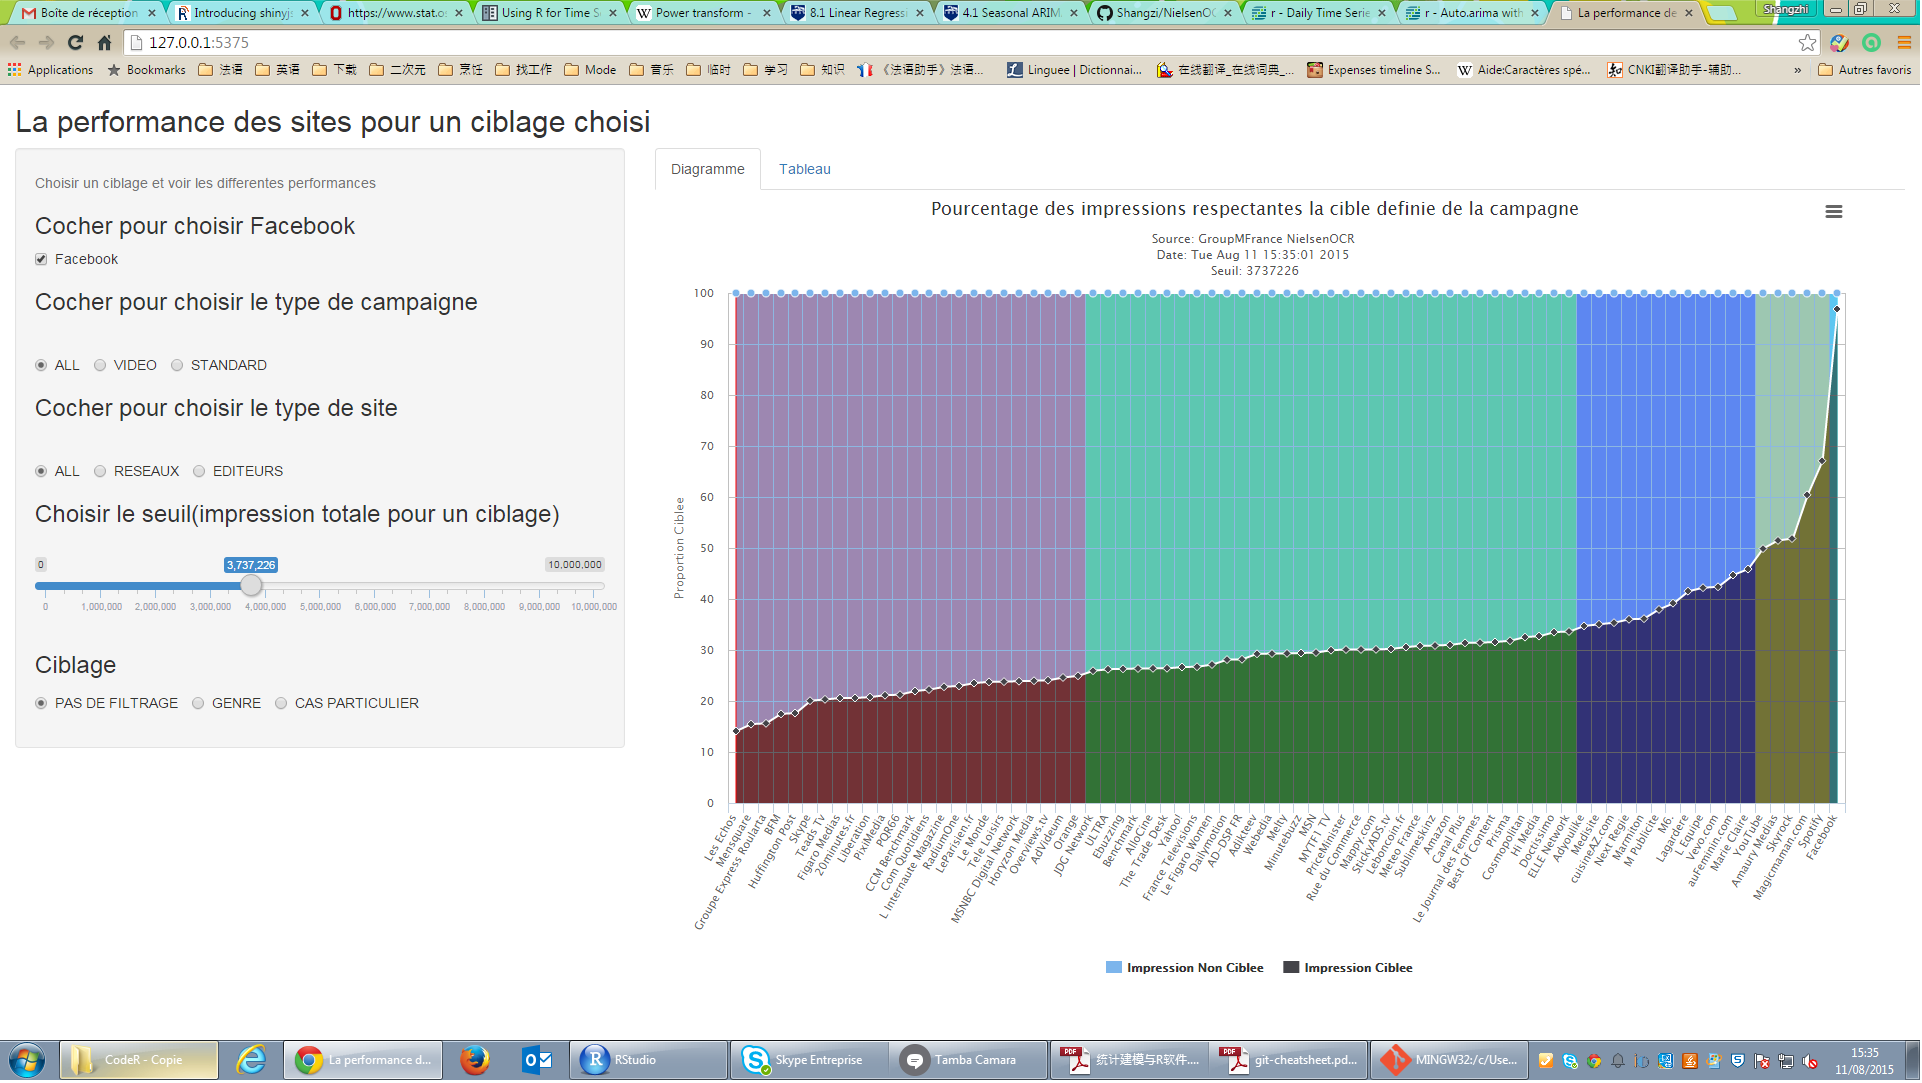 Boîte de réception
Introducing shinyjs
https://www.stat.os
Using R for Time S
Power transform -
8.1 Linear Regressi
4.1 Seasonal ARIM
Shangzi/NielsenOC
r - Daily Time Serie
r - Auto.arima with
La performance de
Shangzhi
127.0.0.1:5375
Applications
Bookmarks
法语
英语
下载
二次元
烹饪
找工作
Mode
音乐
临时
学习
知识
《法语助手》法语...
Linguee | Dictionnai...
在线翻译_在线词典_...
Expenses timeline S...
Aide:Caractères spé...
CNKI翻译助手-辅助...
»
Autres favoris
La performance des sites pour un ciblage choisi
Choisir un ciblage et voir les differentes performances
Cocher pour choisir Facebook
Facebook
Cocher pour choisir le type de campaigne
ALL VIDEO STANDARD
Cocher pour choisir le type de site
ALL RESEAUX EDITEURS
Choisir le seuil(impression totale pour un ciblage)
0 3,737,226 10,000,000
0 1,000,000 2,000,000 3,000,000 4,000,000 5,000,000 6,000,000 7,000,000 8,000,000 9,000,000 10,000,000
Ciblage
PAS DE FILTRAGE GENRE CAS PARTICULIER
Diagramme Tableau
Pourcentage des impressions respectantes la cible definie de la campagne
Source: GroupMFrance NielsenOCR
Date: Tue Aug 11 15:35:01 2015
Seuil: 3737226
Proportion Ciblee
100
90
80
70
60
50
40
30
20
10
0
Les Echos
Mensquare
Groupe Express Roularta
BFM
Huffington Post
Skype
Teads Tv
Figaro Medias
20minutes.fr
Liberation
PixiMedia
PQR66
CCM Benchmark
Com Quotidiens
L Internaute Magazine
RadiumOne
LeParisien.fr
Le Monde
Tele Loisirs
MSNBC Digital Network
Horyzon Media
Overviews.tv
AdVideum
Orange
JDG Network
ULTRA
Ebuzzing
Benchmark
AlloCine
The Trade Desk
Yahoo!
France Televisions
Le Figaro Women
Dailymotion
AD-DSP FR
Adikteev
Webedia
Melty
Minutebuzz
MSN
MYTF1 TV
PriceMinister
Rue du Commerce
Mappy.com
StickyADS.tv
Leboncoin.fr
Meteo France
Sublimeskinz
Amazon
Canal Plus
Le Journal des Femmes
Best Of Content
Prisma
Cosmopolitan
Hi Media
Doctissimo
ELLE Network
Adyoulike
Medisite
cuisineAZ.com
Next Regie
Marmiton
M Publicite
M6.
Lagardere
L Equipe
Vevo.com
auFeminin.com
Marie Claire
YouTube
Amaury Medias
Skyrock
Magicmaman.com
Spotify
Facebook
Impression Non Ciblee
Impression Ciblee
CodeR - Copie
La performance d...
RStudio
Skype Entreprise
Tamba Camara
统计建模与R软件....
git-cheatsheet.pd...
MINGW32:/c/Use...
15:35
11/08/2015